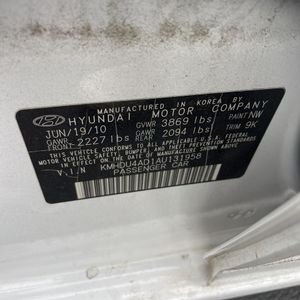 MANUFACTURED IN KOREA BY
HYUNDAI MOTOR COMPANY
JUN/19/10 GVWR 3869 lbs PAINT NW
GAWR FRONT 2227 lbs GAWR REAR 2094 lbs TRIM 9K
THIS VEHICLE CONFORMS TO ALL APPLICABLE U.S.A. FEDERAL
MOTOR VEHICLE SAFETY, BUMPER, AND THEFT PREVENTION
STANDARDS IN EFFECT ON THE DATE OF MANUFACTURE SHOWN ABOVE.
V.I.N KMHDU4AD1AU131958
PASSENGER CAR